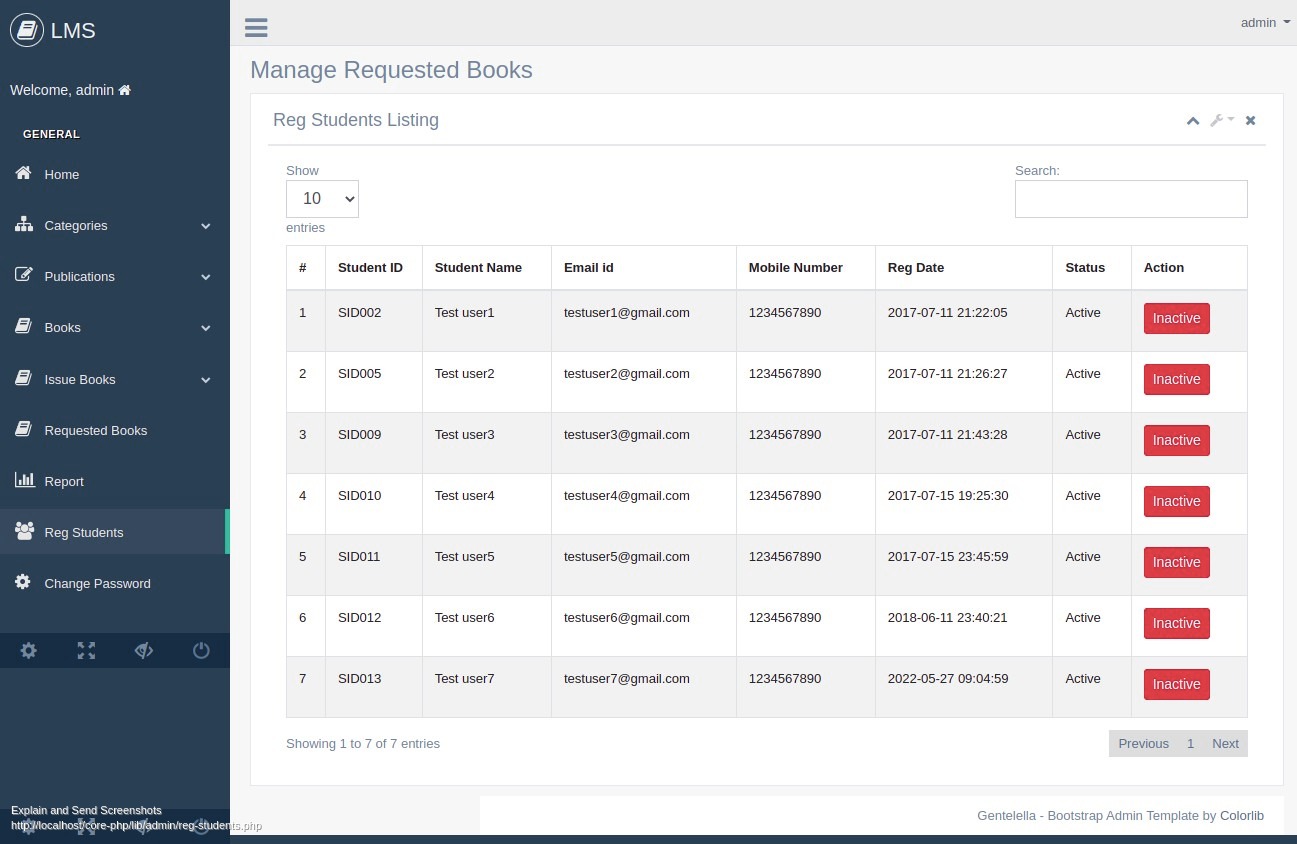 LMS
admin
Welcome, admin
GENERAL
Home
Categories
Publications
Books
Issue Books
Requested Books
Report
Reg Students
Change Password
Manage Requested Books
Reg Students Listing
Show
10
entries
Search:
# Student ID Student Name Email id Mobile Number Reg Date Status Action
1 SID002 Test user1 testuser1@gmail.com 1234567890 2017-07-11 21:22:05 Active Inactive
2 SID005 Test user2 testuser2@gmail.com 1234567890 2017-07-11 21:26:27 Active Inactive
3 SID009 Test user3 testuser3@gmail.com 1234567890 2017-07-11 21:43:28 Active Inactive
4 SID010 Test user4 testuser4@gmail.com 1234567890 2017-07-15 19:25:30 Active Inactive
5 SID011 Test user5 testuser5@gmail.com 1234567890 2017-07-15 23:45:59 Active Inactive
6 SID012 Test user6 testuser6@gmail.com 1234567890 2018-06-11 23:40:21 Active Inactive
7 SID013 Test user7 testuser7@gmail.com 1234567890 2022-05-27 09:04:59 Active Inactive
Showing 1 to 7 of 7 entries
Previous 1 Next
Explain and Send Screenshots
http://localhost/core-php/lib/admin/reg-students.php
Gentelella - Bootstrap Admin Template by Colorlib